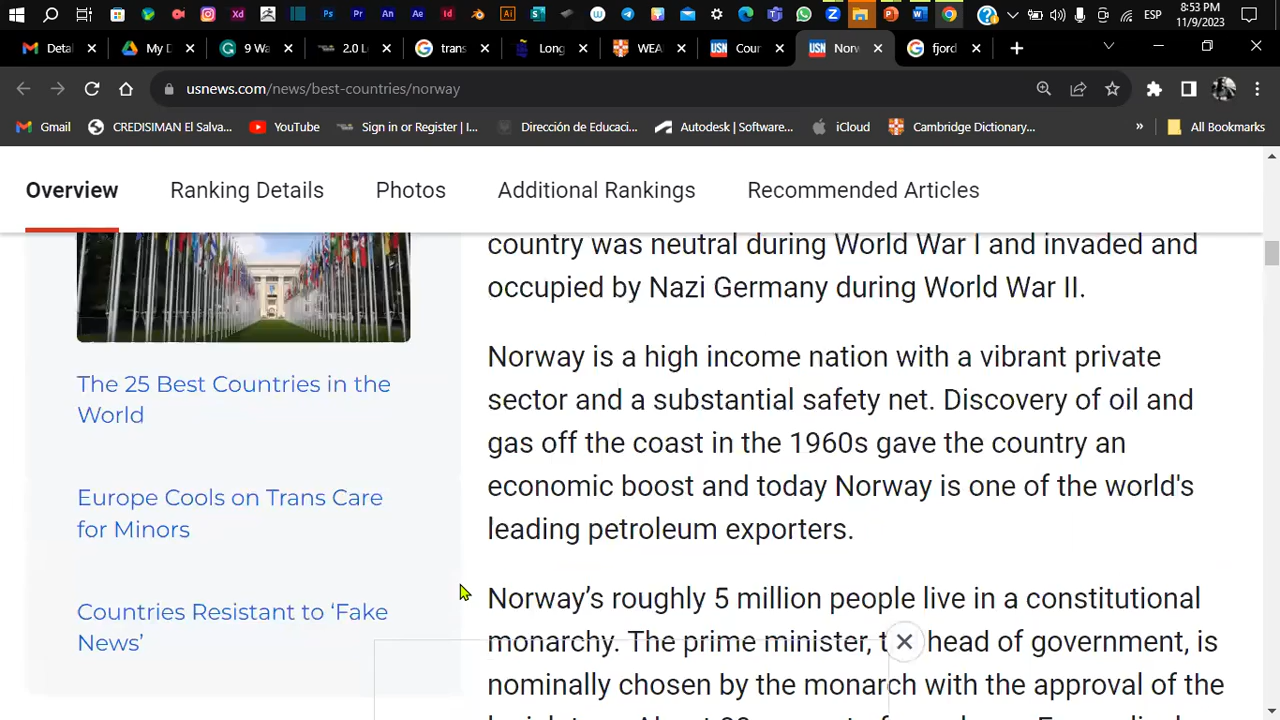 8:53 PM
ESP
11/9/2023
Detal
My D
9 Wa
2.0 L
trans
Long
WEA
Cour
Norw
fjord
usnews.com/news/best-countries/norway
Gmail
CREDISIMAN El Salva...
YouTube
Sign in or Register | I...
Dirección de Educaci...
Autodesk | Software...
iCloud
Cambridge Dictionary...
»
All Bookmarks
Overview
Ranking Details
Photos
Additional Rankings
Recommended Articles
The 25 Best Countries in the
World
Europe Cools on Trans Care
for Minors
Countries Resistant to ‘Fake
News’
country was neutral during World War I and invaded and
occupied by Nazi Germany during World War II.
Norway is a high income nation with a vibrant private
sector and a substantial safety net. Discovery of oil and
gas off the coast in the 1960s gave the country an
economic boost and today Norway is one of the world's
leading petroleum exporters.
Norway’s roughly 5 million people live in a constitutional
monarchy. The prime minister, t head of government, is
nominally chosen by the monarch with the approval of the